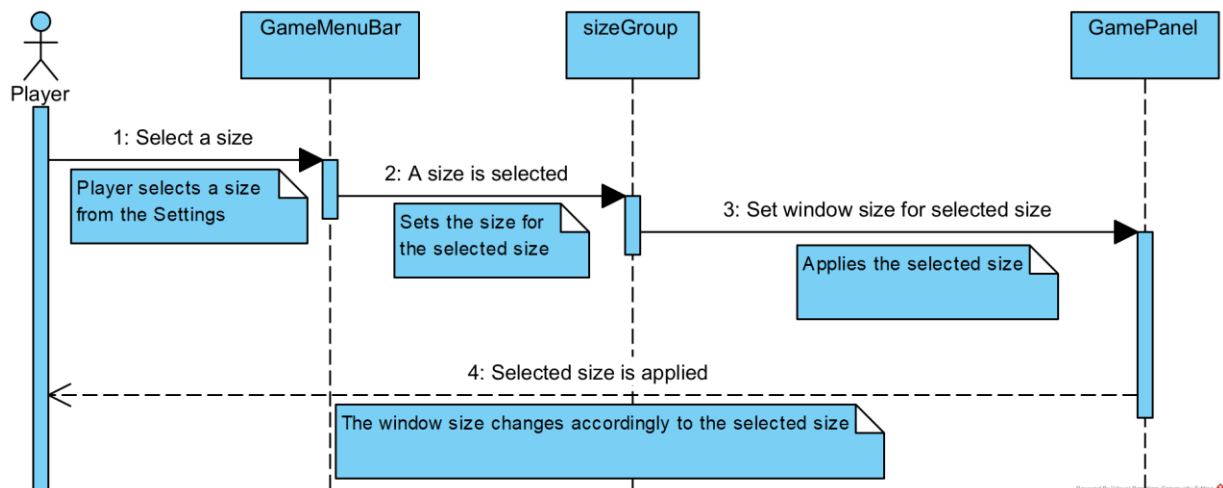 GameMenuBar
sizeGroup
GamePanel
Player
1: Select a size
Player selects a size
from the Settings
2: A size is selected
Sets the size for
the selected size
3: Set window size for selected size
Applies the selected size
4: Selected size is applied
The window size changes accordingly to the selected size